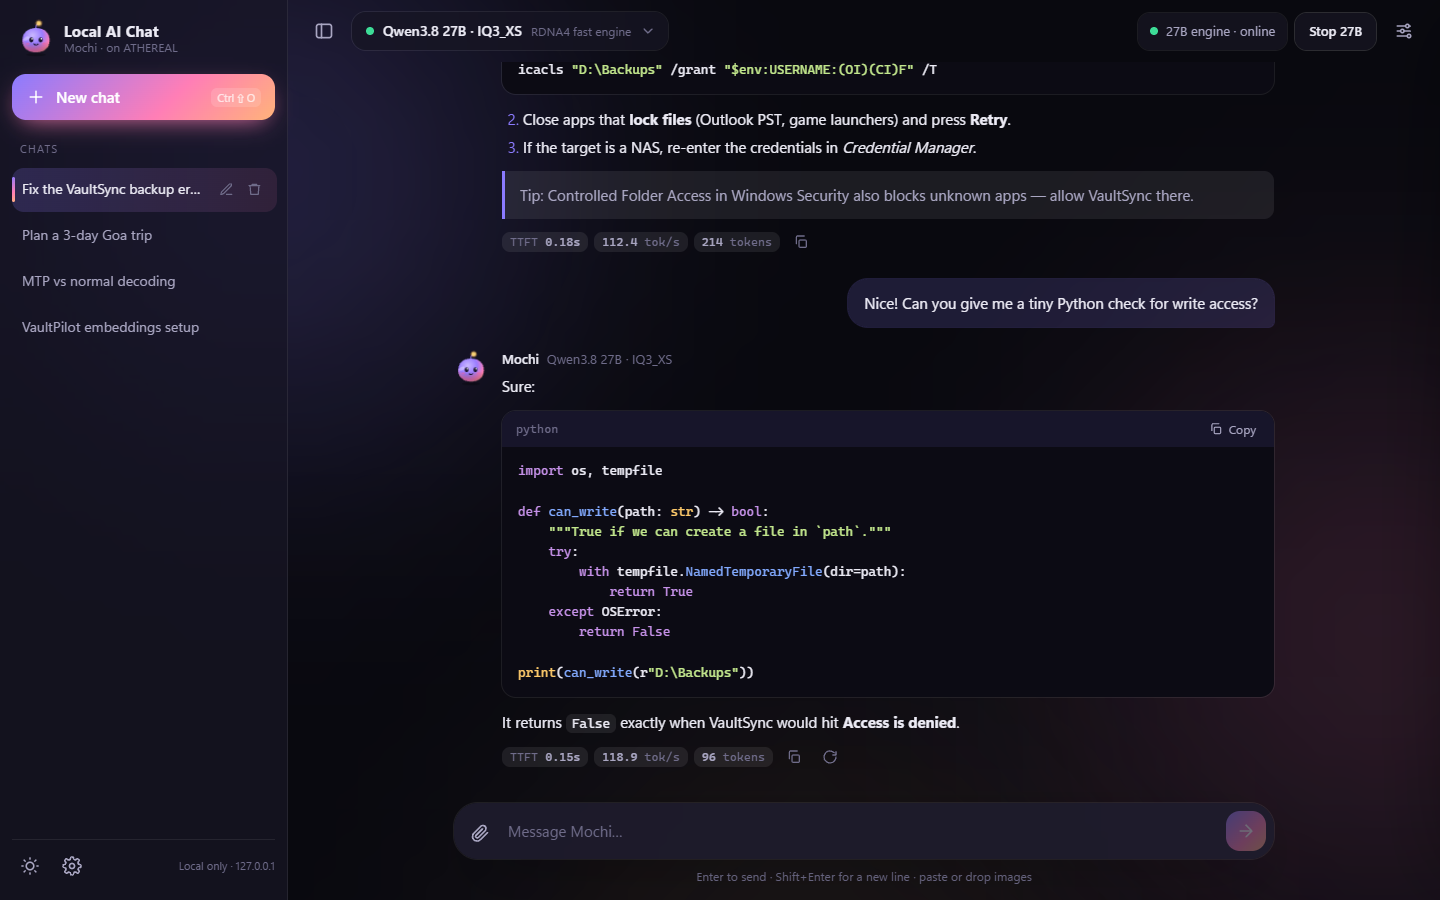 Local AI Chat
Mochi · on ATHEREAL
New chat
Ctrl⇧O
CHATS
Fix the VaultSync backup er...
Plan a 3-day Goa trip
MTP vs normal decoding
VaultPilot embeddings setup
Local only · 127.0.0.1
Qwen3.8 27B · IQ3_XS RDNA4 fast engine
27B engine · online
Stop 27B
icacls "D:\Backups" /grant "$env:USERNAME:(OI)(CI)F" /T
2. Close apps that lock files (Outlook PST, game launchers) and press Retry.
3. If the target is a NAS, re-enter the credentials in Credential Manager.
Tip: Controlled Folder Access in Windows Security also blocks unknown apps — allow VaultSync there.
TTFT 0.18s 112.4 tok/s 214 tokens
Nice! Can you give me a tiny Python check for write access?
Mochi Qwen3.8 27B · IQ3_XS
Sure:
python
Copy
import os, tempfile
def can_write(path: str) -> bool:
"""True if we can create a file in `path`."""
try:
with tempfile.NamedTemporaryFile(dir=path):
return True
except OSError:
return False
print(can_write(r"D:\Backups"))
It returns False exactly when VaultSync would hit Access is denied.
TTFT 0.15s 118.9 tok/s 96 tokens
Message Mochi...
Enter to send · Shift+Enter for a new line · paste or drop images